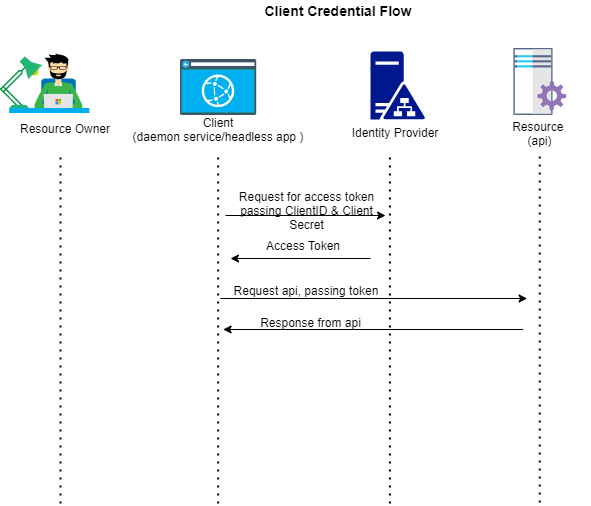 Client Credential Flow
Resource Owner
Client
(daemon service/headless app )
Identity Provider
Resource
(api)
Request for access token
passing ClientID & Client
Secret
Access Token
Request api, passing token
Response from api